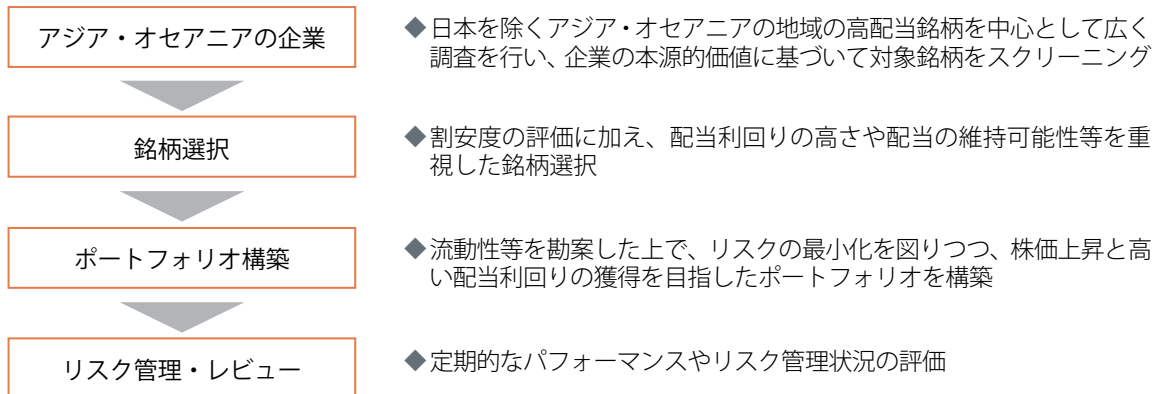 アジア・オセアニアの企業
◆日本を除くアジア・オセアニアの地域の高配当銘柄を中心として広く
調査を行い、企業の本源的価値に基づいて対象銘柄をスクリーニング
銘柄選択
◆割安度の評価に加え、配当利回りの高さや配当の維持可能性等を重
視した銘柄選択
ポートフォリオ構築
◆流動性等を勘案した上で、リスクの最小化を図りつつ、株価上昇と高
い配当利回りの獲得を目指したポートフォリオを構築
リスク管理・レビュー
◆定期的なパフォーマンスやリスク管理状況の評価